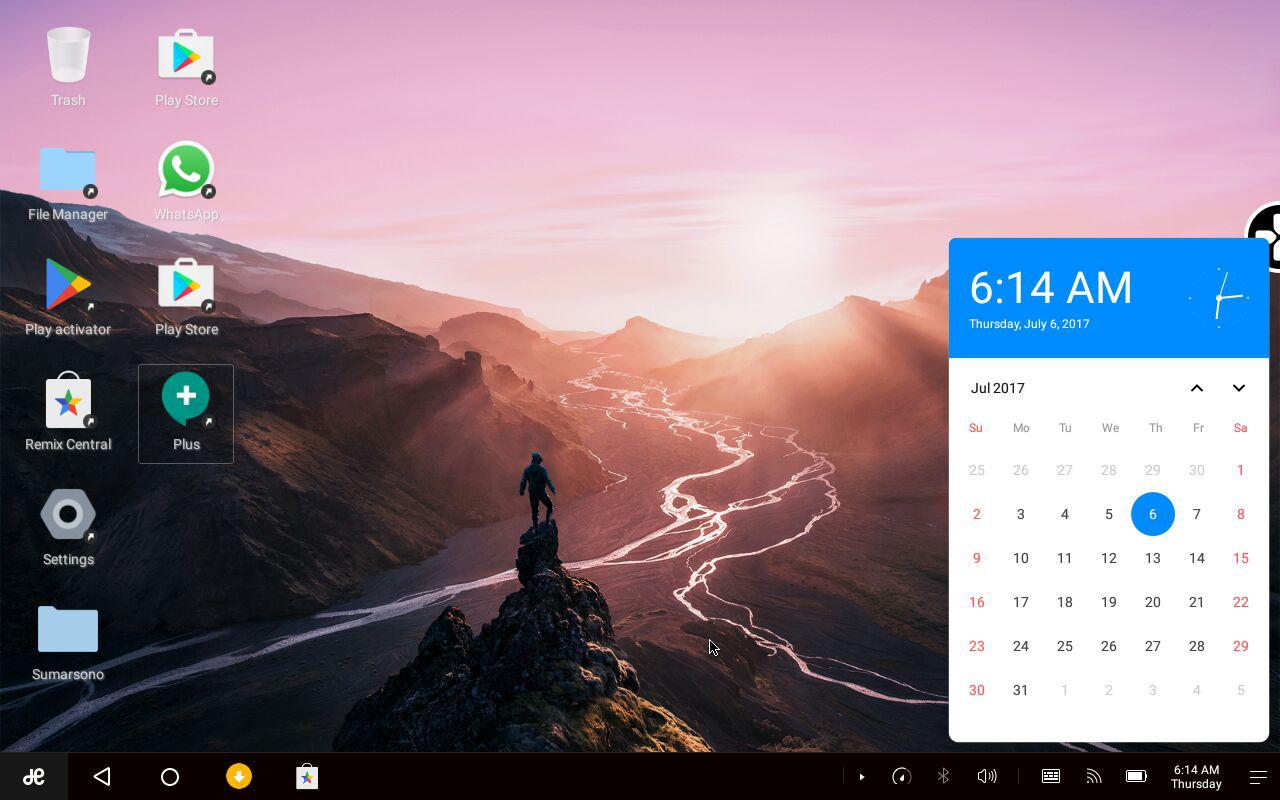 Trash
Play Store
File Manager
WhatsApp
Play activator
Play Store
Remix Central
Plus
Settings
Sumarsono
6:14 AM
Thursday, July 6, 2017
Jul 2017
Su Mo Tu We Th Fr Sa
25 26 27 28 29 30 1
2 3 4 5 6 7 8
9 10 11 12 13 14 15
16 17 18 19 20 21 22
23 24 25 26 27 28 29
30 31 1 2 3 4 5
6:14 AM
Thursday